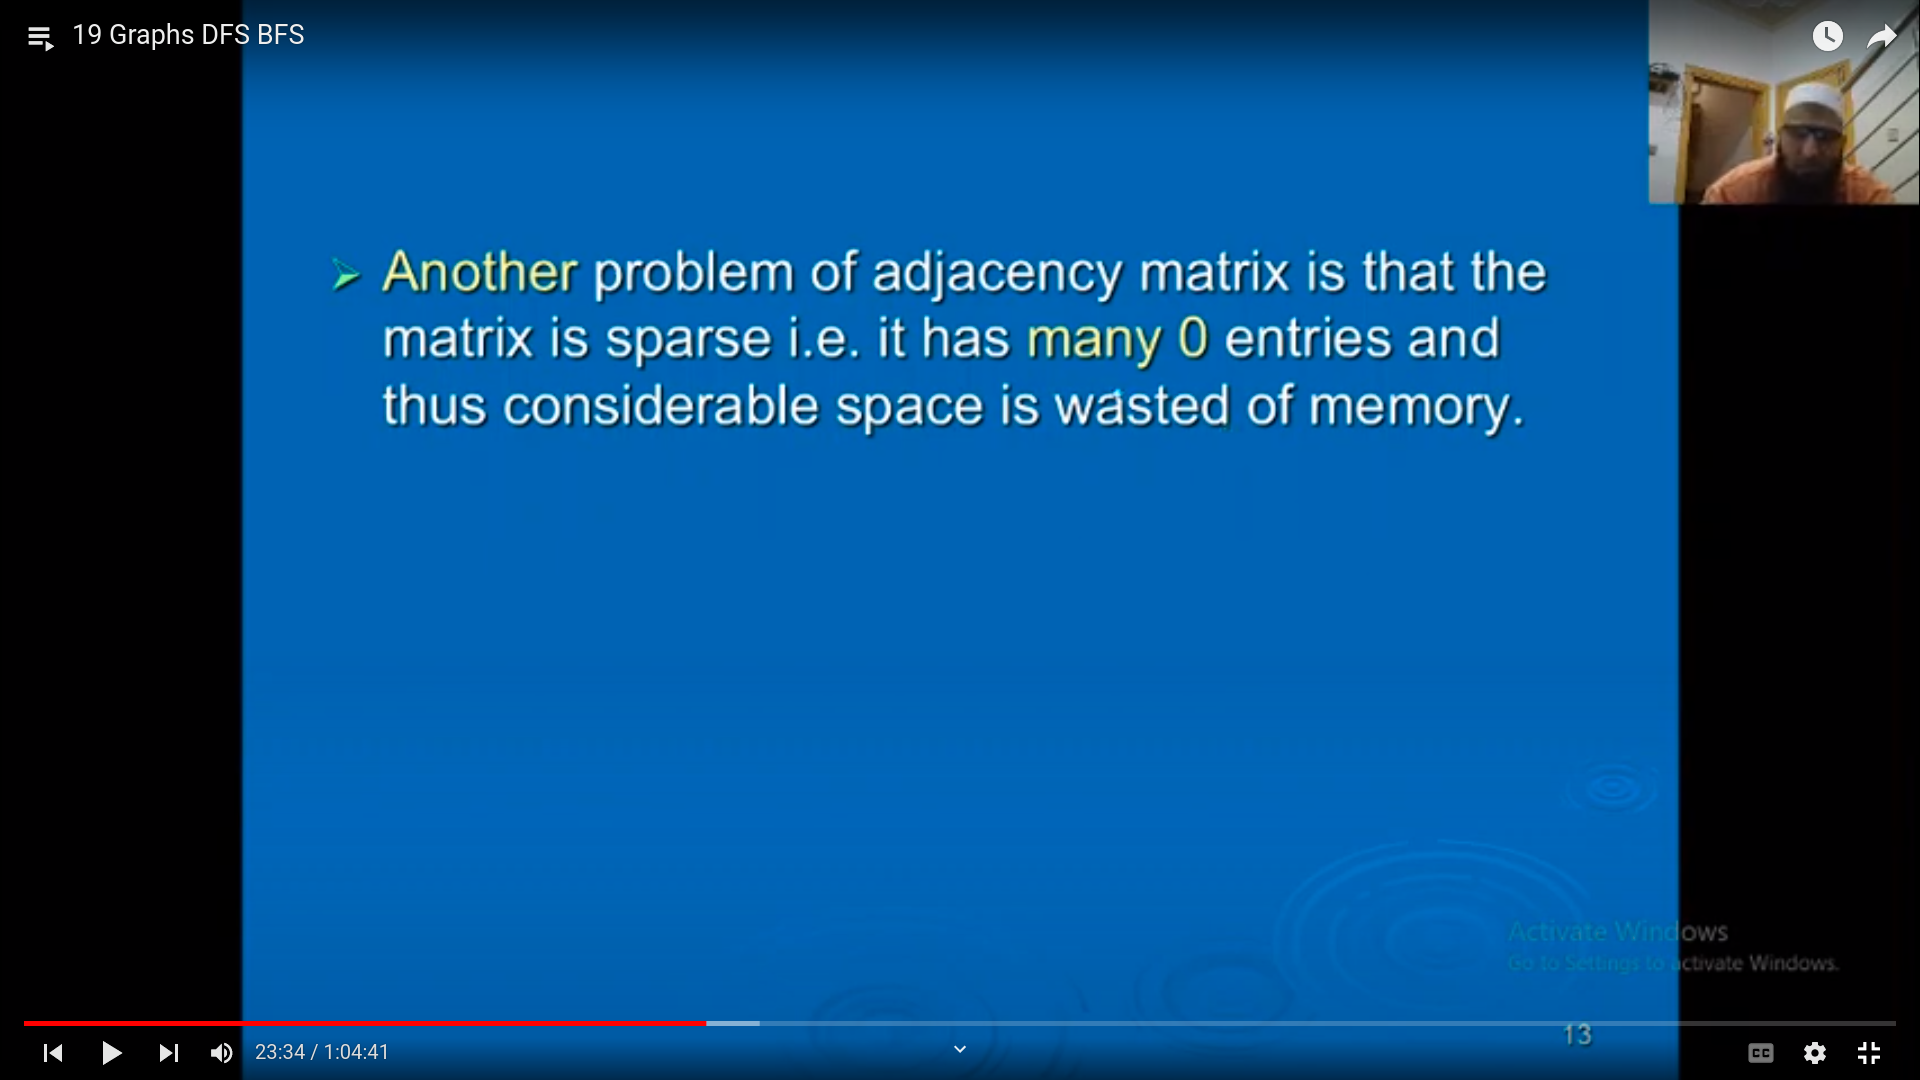 19 Graphs DFS BFS
Another problem of adjacency matrix is that the
matrix is sparse i.e. it has many 0 entries and
thus considerable space is wasted of memory.
Activate Windows
Go to Settings to activate Windows.
13
23:34 / 1:04:41
CC